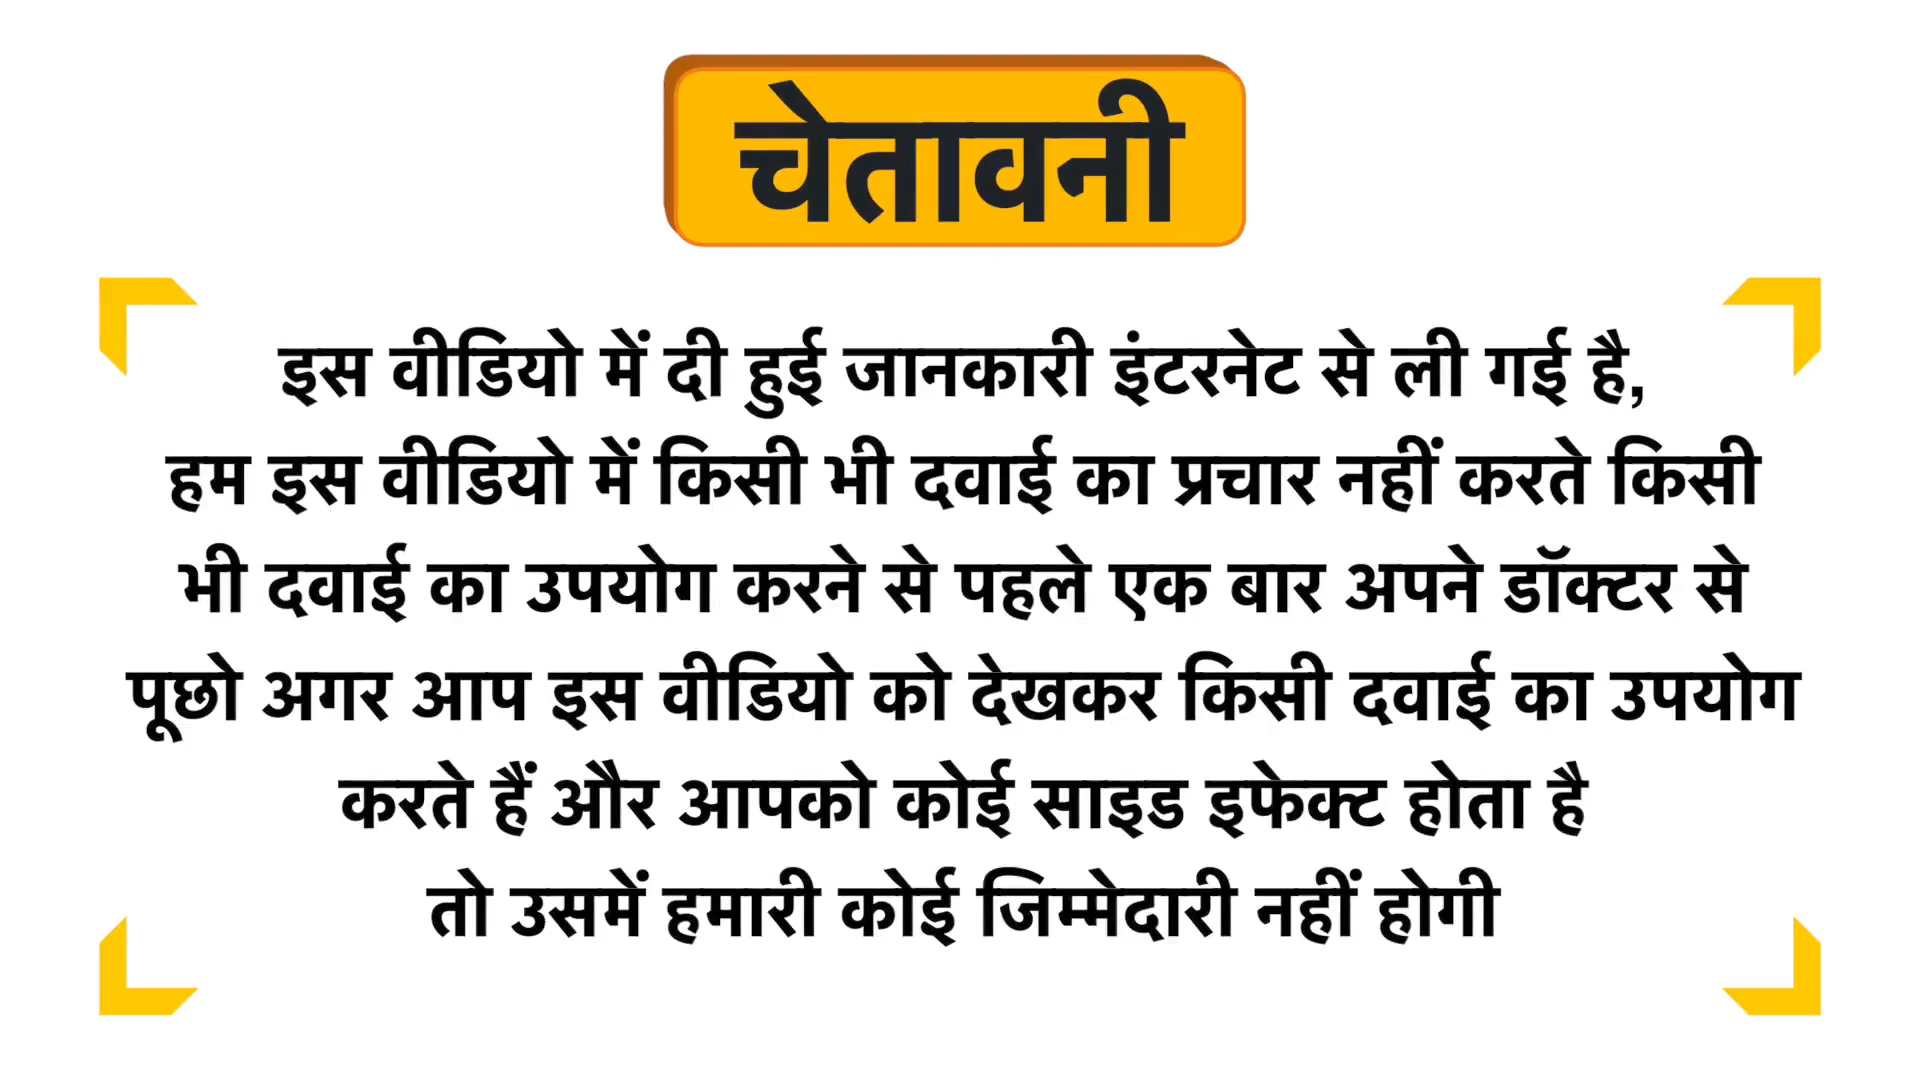 चेतावनी
इस वीडियो में दी हुई जानकारी इंटरनेट से ली गई है,
हम इस वीडियो में किसी भी दवाई का प्रचार नहीं करते किसी
भी दवाई का उपयोग करने से पहले एक बार अपने डॉक्टर से
पूछो अगर आप इस वीडियो को देखकर किसी दवाई का उपयोग
करते हैं और आपको कोई साइड इफेक्ट होता है
तो उसमें हमारी कोई जिम्मेदारी नहीं होगी